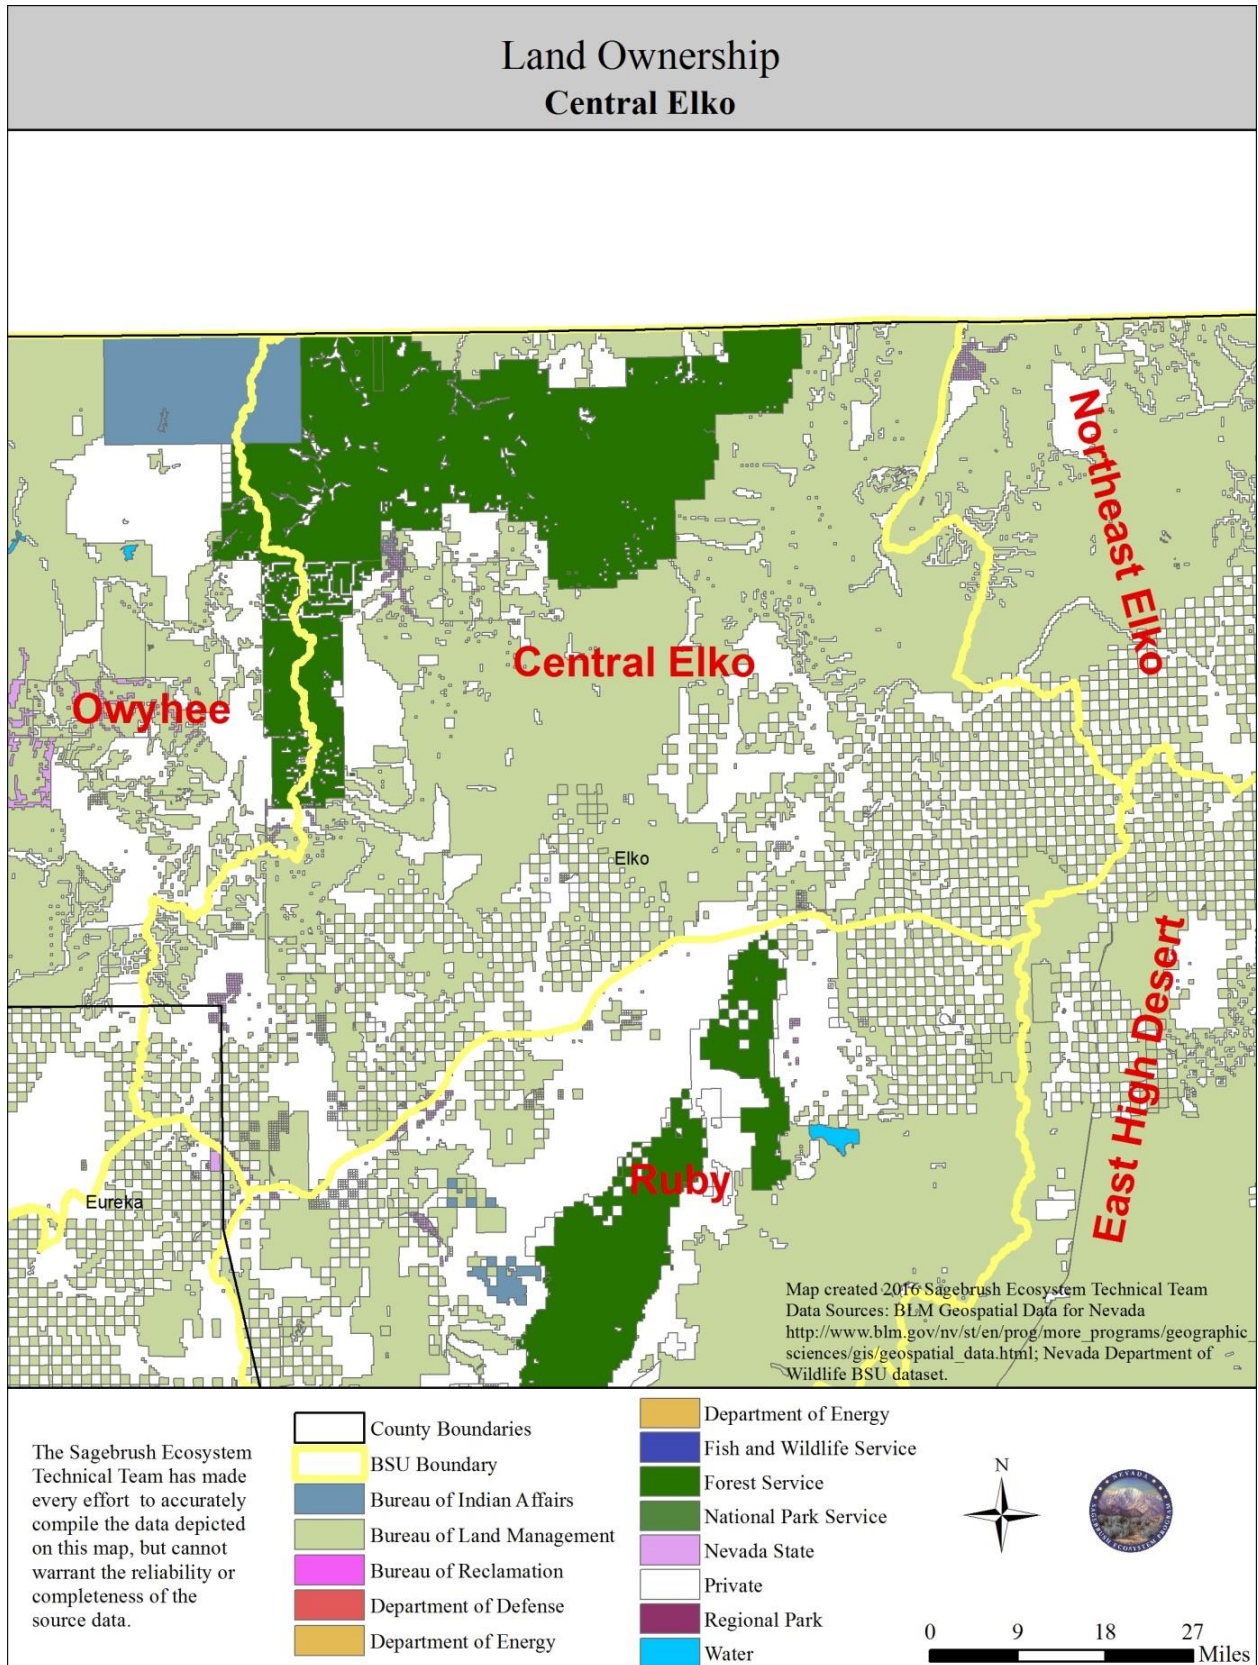 Land Ownership
Central Elko
Northeast Elko
Central Elko
Owyhee
Elko
East High Desert
Ruby
Eureka
Map created 2016 Sagebrush Ecosystem Technical Team
Data Sources: BLM Geospatial Data for Nevada
http://www.blm.gov/nv/st/en/prog/more_programs/geographic_
sciences/gis/geospatial_data.html; Nevada Department of
Wildlife BSU dataset.
The Sagebrush Ecosystem
Technical Team has made
every effort to accurately
compile the data depicted
on this map, but cannot
warrant the reliability or
completeness of the
source data.
County Boundaries
BSU Boundary
Bureau of Indian Affairs
Bureau of Land Management
Bureau of Reclamation
Department of Defense
Department of Energy
Department of Energy
Fish and Wildlife Service
Forest Service
National Park Service
Nevada State
Private
Regional Park
Water
N
NEVADA
SAGEBRUSH ECOSYSTEM PROGRAM
0 9 18 27
Miles